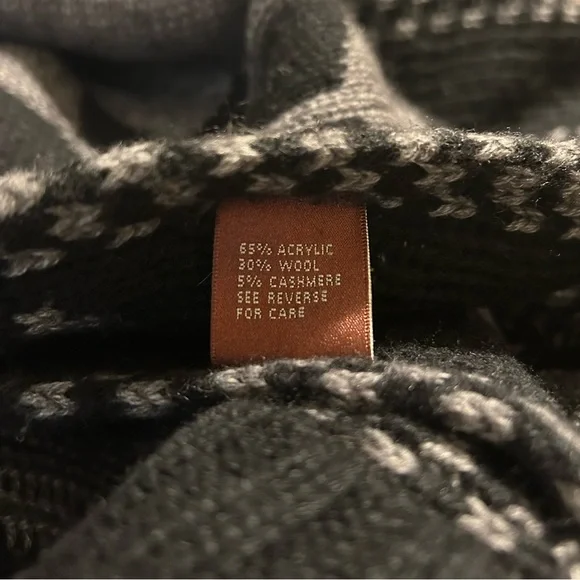 65% ACRYLIC
30% WOOL
5% CASHMERE
SEE REVERSE
FOR CARE